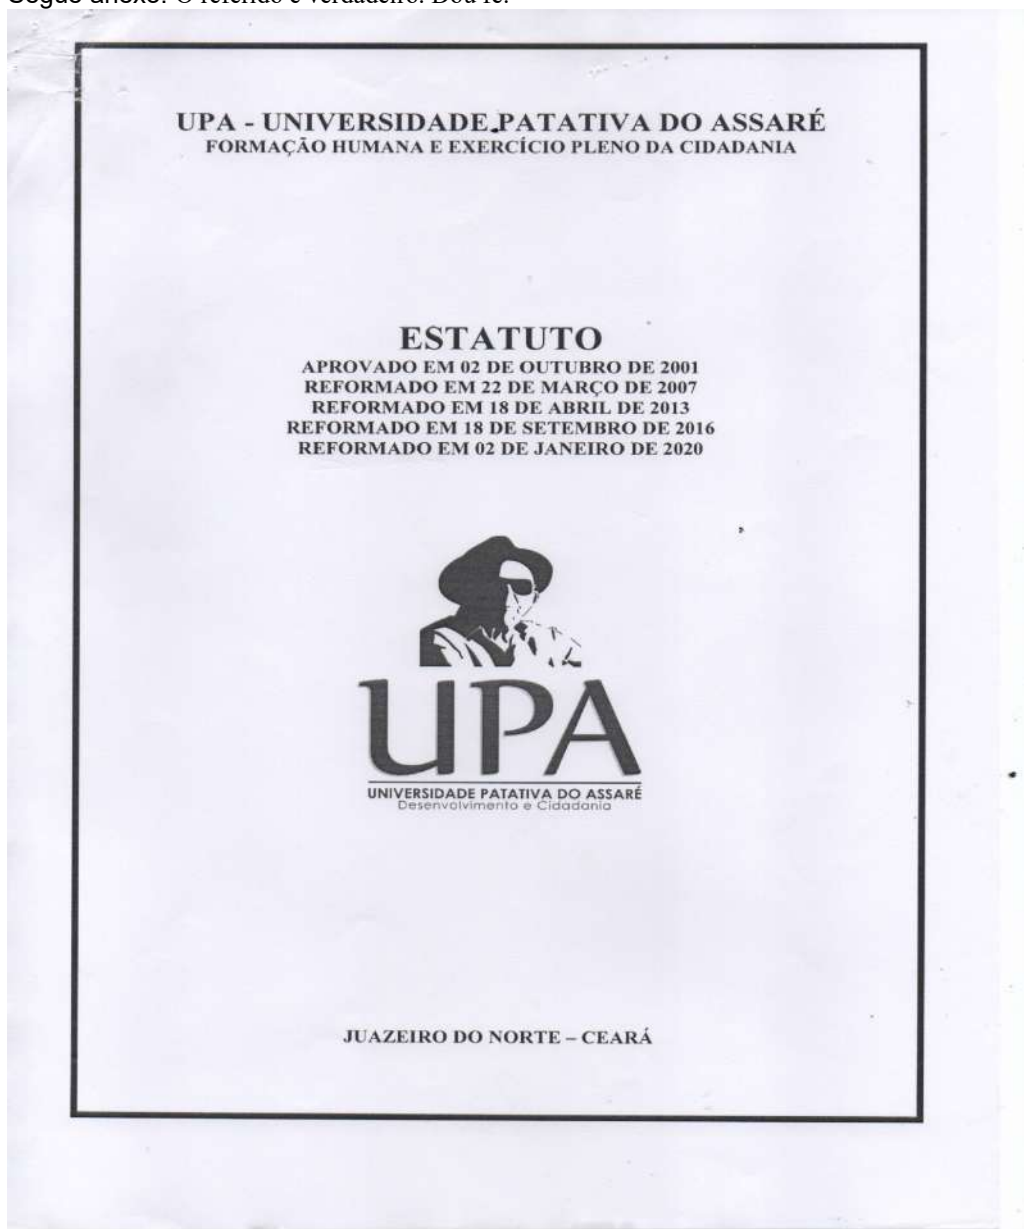 Segue anexo. O referido é verdadeiro. Dou fé.
UPA - UNIVERSIDADE PATATIVA DO ASSARÉ
FORMAÇÃO HUMANA E EXERCÍCIO PLENO DA CIDADANIA
ESTATUTO
APROVADO EM 02 DE OUTUBRO DE 2001
REFORMADO EM 22 DE MARÇO DE 2007
REFORMADO EM 18 DE ABRIL DE 2013
REFORMADO EM 18 DE SETEMBRO DE 2016
REFORMADO EM 02 DE JANEIRO DE 2020
UPA
UNIVERSIDADE PATATIVA DO ASSARÉ
Desenvolvimento e Cidadania
JUAZEIRO DO NORTE – CEARÁ